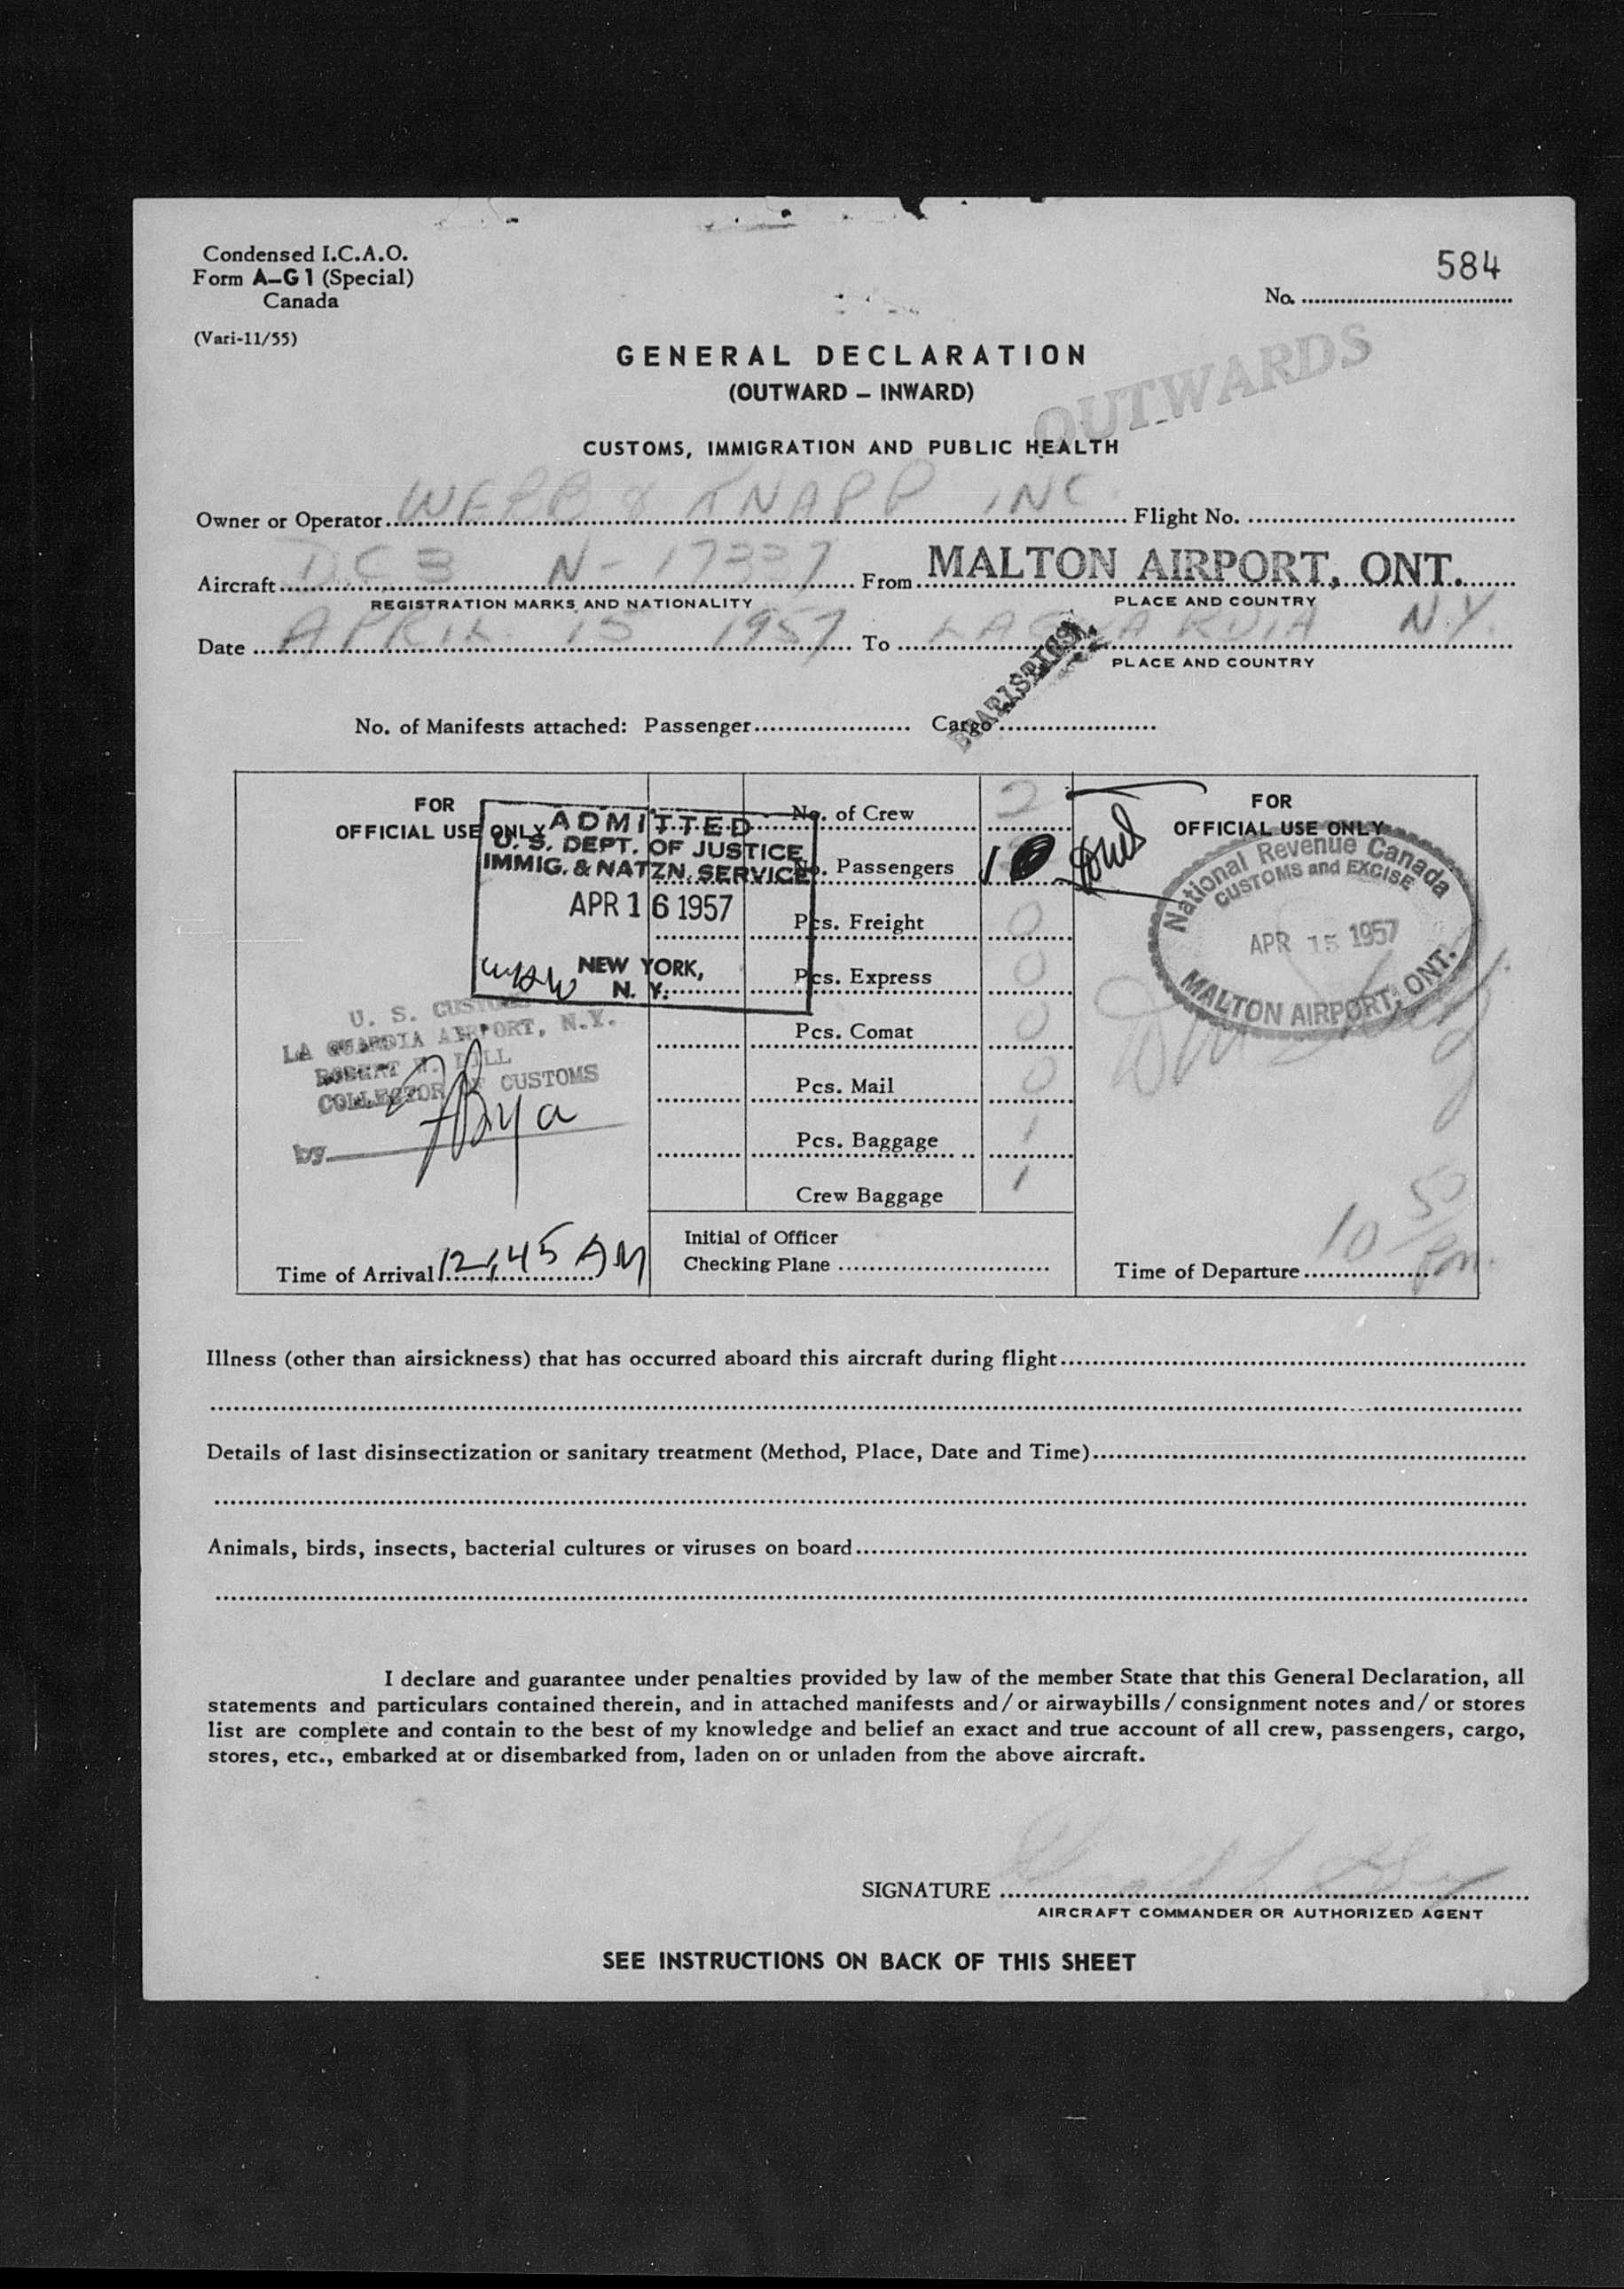 Condensed I.C.A.O.
Form A-G1 (Special)
Canada
(Vari-11/55)
584
No.
GENERAL DECLARATION
(OUTWARD – INWARD)
OUTWARDS
CUSTOMS, IMMIGRATION AND PUBLIC HEALTH
Owner or Operator WEBB & KNAPP INC Flight No.
Aircraft DC3 N-17337 From MALTON AIRPORT, ONT.
REGISTRATION MARKS AND NATIONALITY PLACE AND COUNTRY
Date APRIL 15 1957 To LAGUARDIA N.Y.
PLACE AND COUNTRY
STATISTICS
No. of Manifests attached: Passenger Cargo
FOR
OFFICIAL USE ONLY
ADMITTED
U. S. DEPT. OF JUSTICE
IMMIG. & NATZN. SERVICE
APR 16 1957
NEW YORK,
N. Y.
U. S. CUSTOMS
LA GUARDIA AIRPORT, N.Y.
ROBERT W. DILL
COLLECTOR OF CUSTOMS
by
Time of Arrival 12,45 AM
No. of Crew 2
No. Passengers 1
Pcs. Freight 0
Pcs. Express 0
Pcs. Comat 0
Pcs. Mail 0
Pcs. Baggage 1
Crew Baggage 1
Initial of Officer
Checking Plane
FOR
OFFICIAL USE ONLY
National Revenue Canada
CUSTOMS and EXCISE
APR 15 1957
MALTON AIRPORT, ONT.
Time of Departure 10 50 Pm.
Illness (other than airsickness) that has occurred aboard this aircraft during flight
Details of last disinsectization or sanitary treatment (Method, Place, Date and Time)
Animals, birds, insects, bacterial cultures or viruses on board
I declare and guarantee under penalties provided by law of the member State that this General Declaration, all
statements and particulars contained therein, and in attached manifests and/or airwaybills/consignment notes and/or stores
list are complete and contain to the best of my knowledge and belief an exact and true account of all crew, passengers, cargo,
stores, etc., embarked at or disembarked from, laden on or unladen from the above aircraft.
SIGNATURE
AIRCRAFT COMMANDER OR AUTHORIZED AGENT
SEE INSTRUCTIONS ON BACK OF THIS SHEET